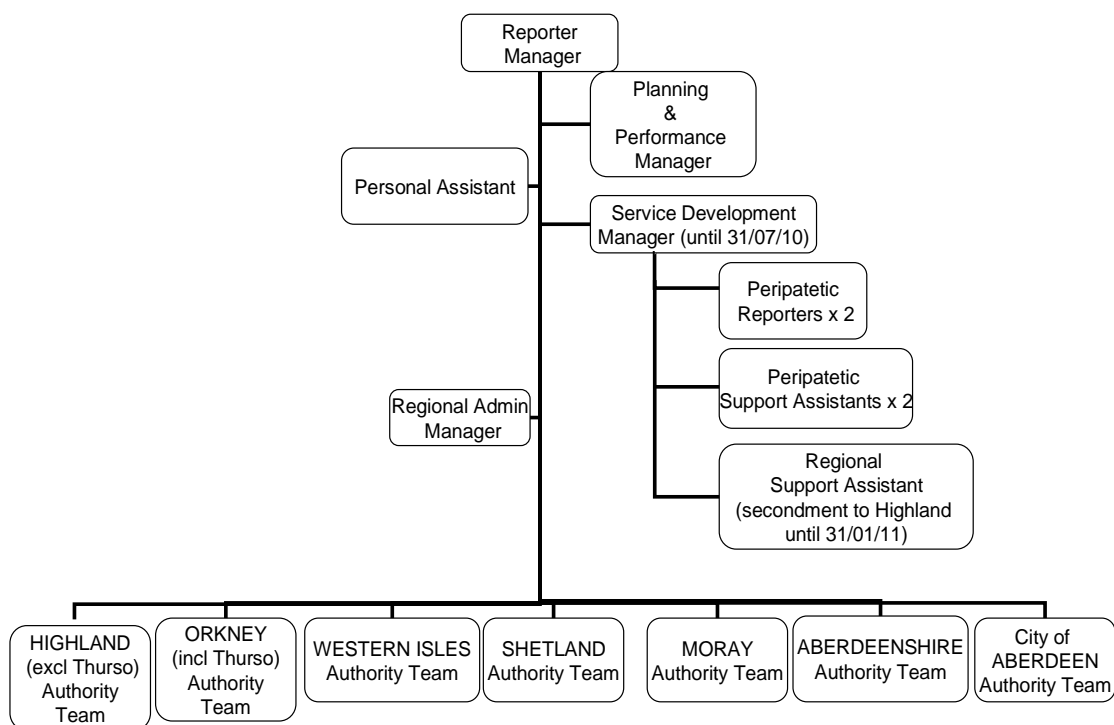 Reporter
Manager
Planning
&
Performance
Manager
Personal Assistant
Service Development
Manager (until 31/07/10)
Peripatetic
Reporters x 2
Peripatetic
Support Assistants x 2
Regional Admin
Manager
Regional
Support Assistant
(secondment to Highland
until 31/01/11)
HIGHLAND
(excl Thurso)
Authority
Team
ORKNEY
(incl Thurso)
Authority
Team
WESTERN ISLES
Authority Team
SHETLAND
Authority Team
MORAY
Authority Team
ABERDEENSHIRE
Authority Team
City of
ABERDEEN
Authority Team